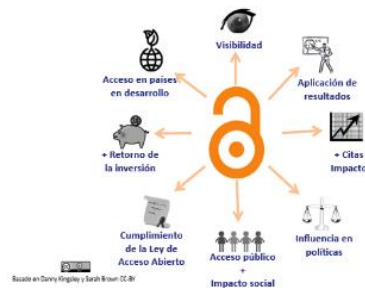 Visibilidad
Acceso en países
en desarrollo
Aplicación de
resultados
+ Retorno de
la inversión
+ Citas
Impacto
Cumplimiento
de la Ley de
Acceso Abierto
Acceso público
+
Impacto social
Influencia en
políticas
Basado en Danny Kingsley y Sarah Brown CC-BY